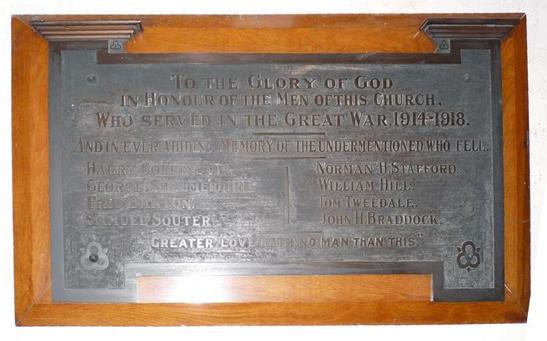 TO THE GLORY OF GOD
IN HONOUR OF THE MEN OF THIS CHURCH,
WHO SERVED IN THE GREAT WAR, 1914-1918.
AND IN EVER ABIDING MEMORY OF THE UNDERMENTIONED, WHO FELL.
HARRY
GEORGE
SAMUEL SOUTER.
NORMAN H. STAFFORD.
WILLIAM HILL.
TOM TWEEDALE.
JOHN H. BRADDOCK.
"GREATER LOVE HATH NO MAN THAN THIS"